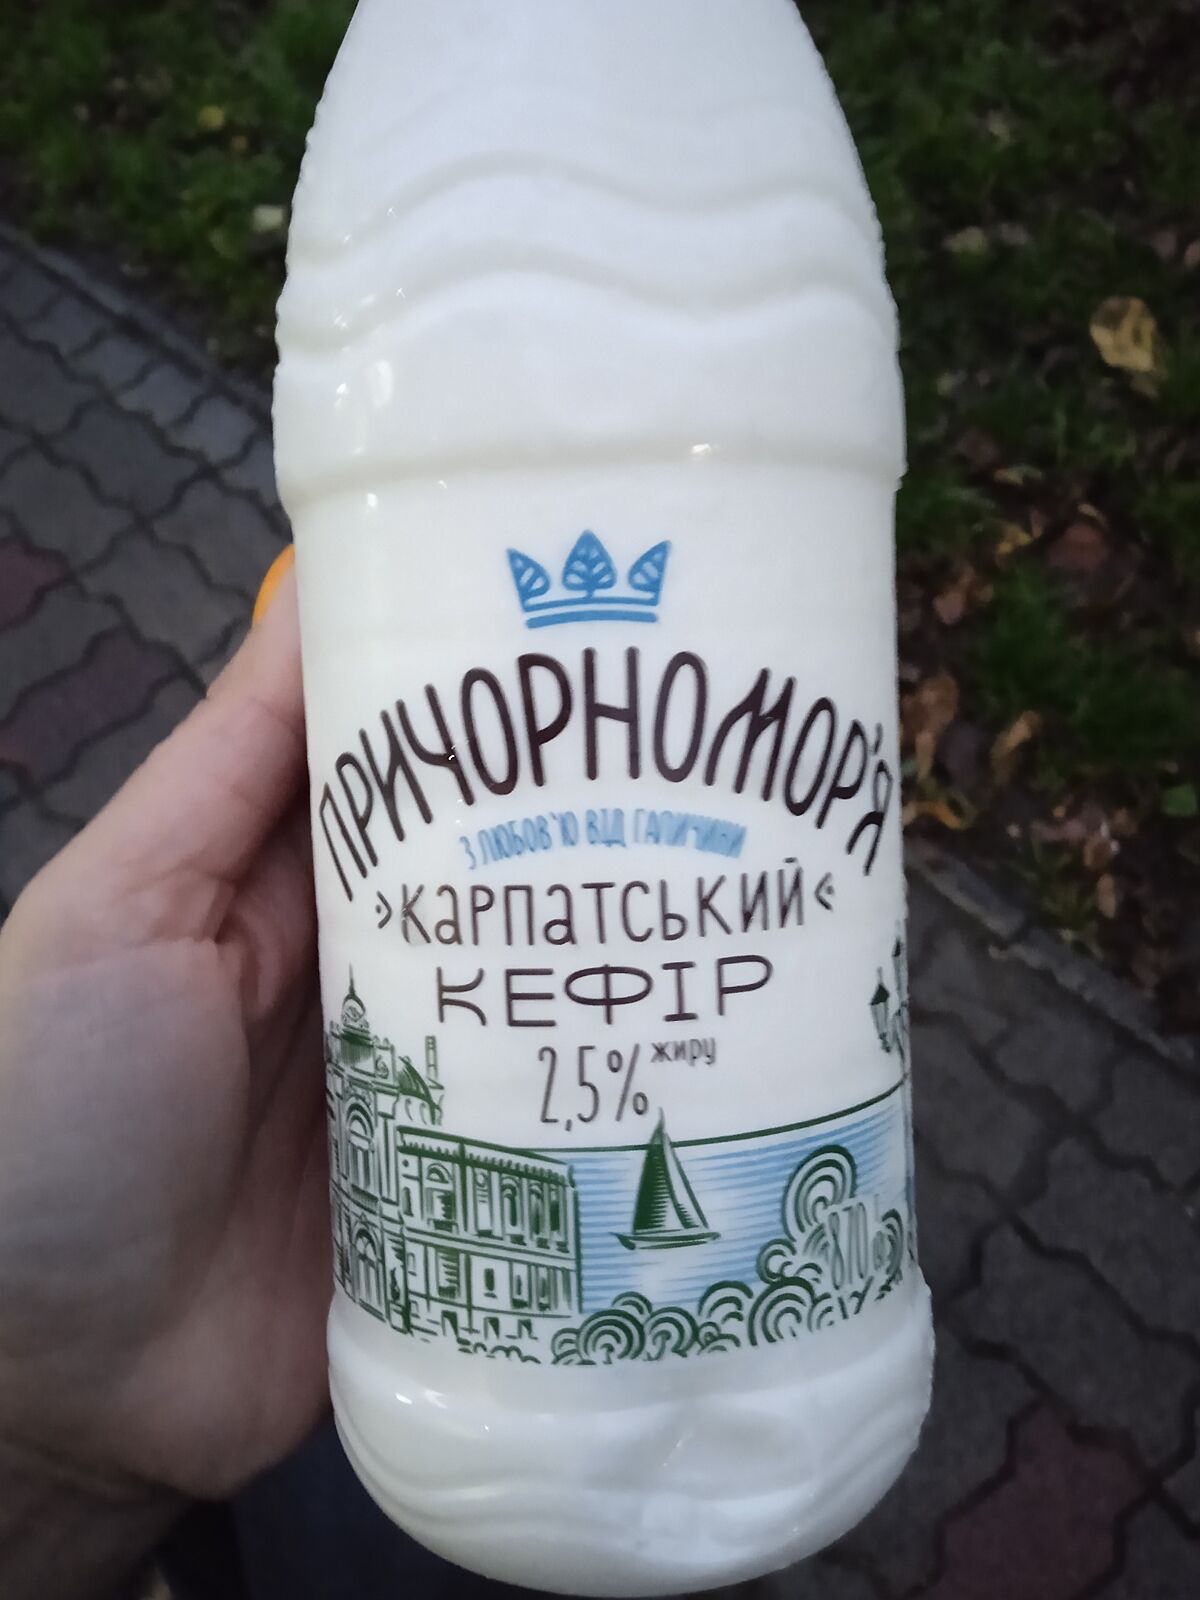 ПРИЧОРНОМОР'Я
З ЛЮБОВ'Ю ВІД ГАЛИЧИНИ
КАРПАТСЬКИЙ
КЕФІР
2,5% жиру
870 г